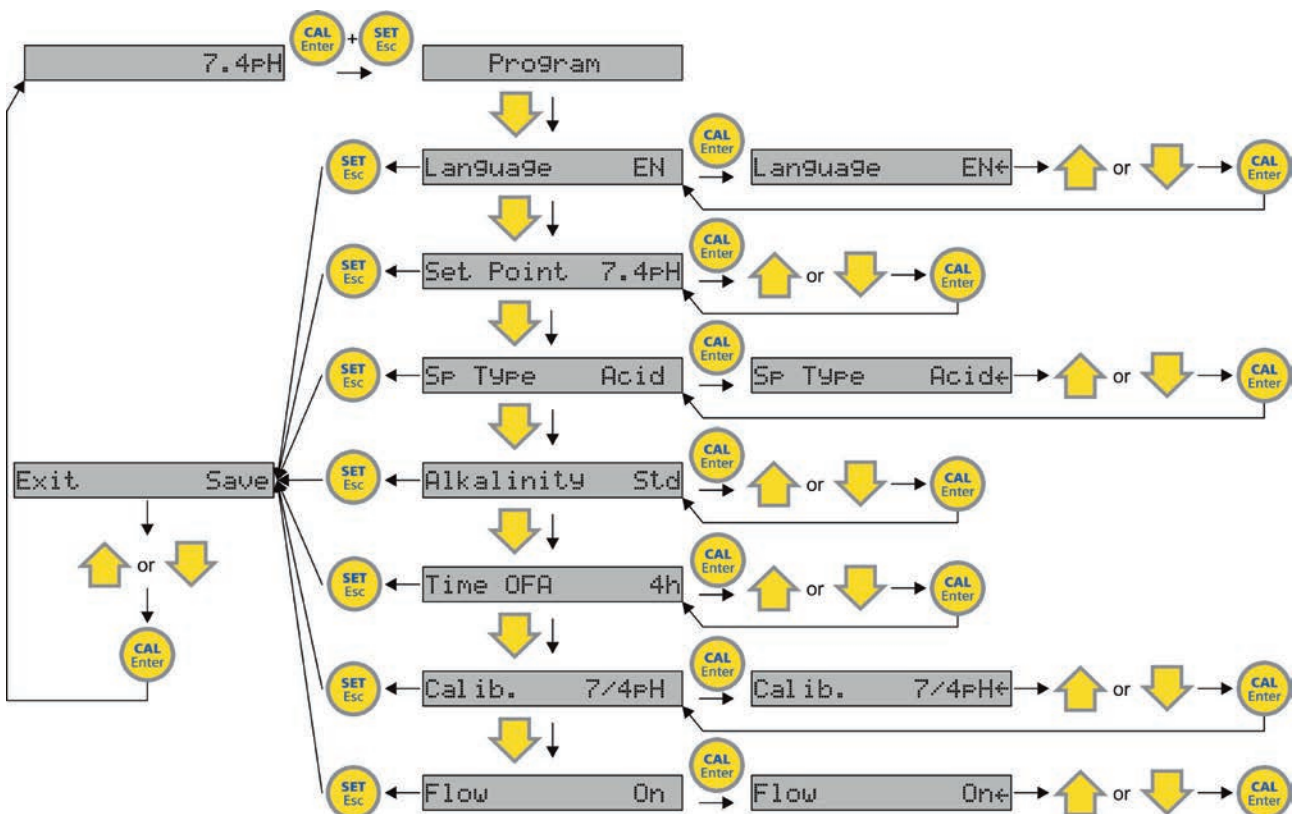 7.4pH
CAL Enter
+
SET Esc
Program
SET Esc
Language EN
CAL Enter
Language EN←
or
CAL Enter
SET Esc
Set Point 7.4pH
CAL Enter
or
CAL Enter
SET Esc
Sp Type Acid
CAL Enter
Sp Type Acid←
or
CAL Enter
Exit Save
or
CAL Enter
SET Esc
Alkalinity Std
CAL Enter
or
CAL Enter
SET Esc
Time OFA 4h
CAL Enter
or
CAL Enter
SET Esc
Calib. 7/4pH
CAL Enter
Calib. 7/4pH←
or
CAL Enter
SET Esc
Flow On
CAL Enter
Flow On←
or
CAL Enter